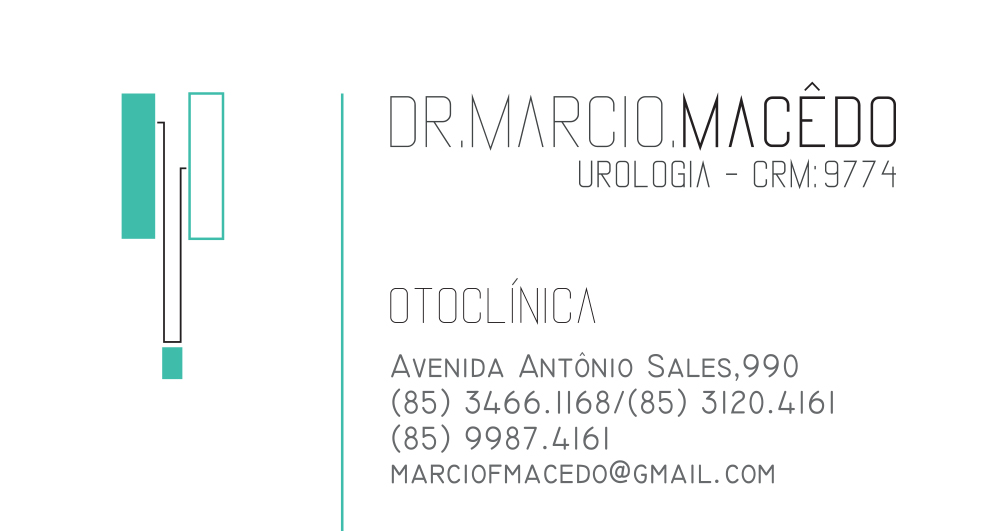 DR.MARCIO.MACÊDO
UROLOGIA - CRM:9774
OTOCLÍNICA
AVENIDA ANTÔNIO SALES,990
(85) 3466.1168/(85) 3120.4161
(85) 9987.4161
MARCIOFMACEDO@GMAIL.COM